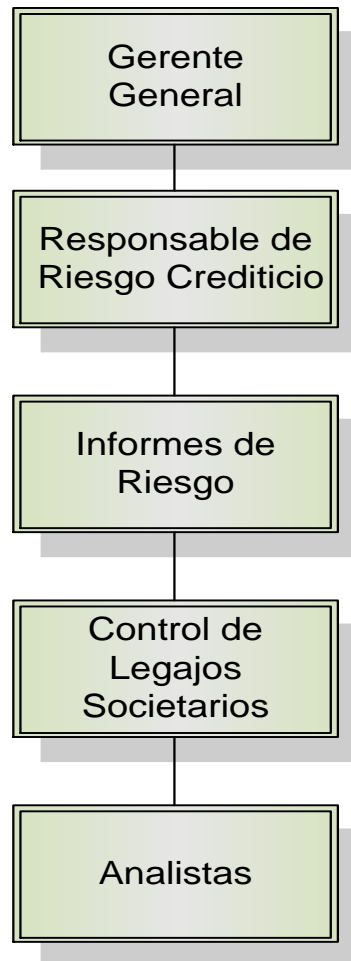 Gerente
General
Responsable de
Riesgo Crediticio
Informes de
Riesgo
Control de
Legajos
Societarios
Analistas